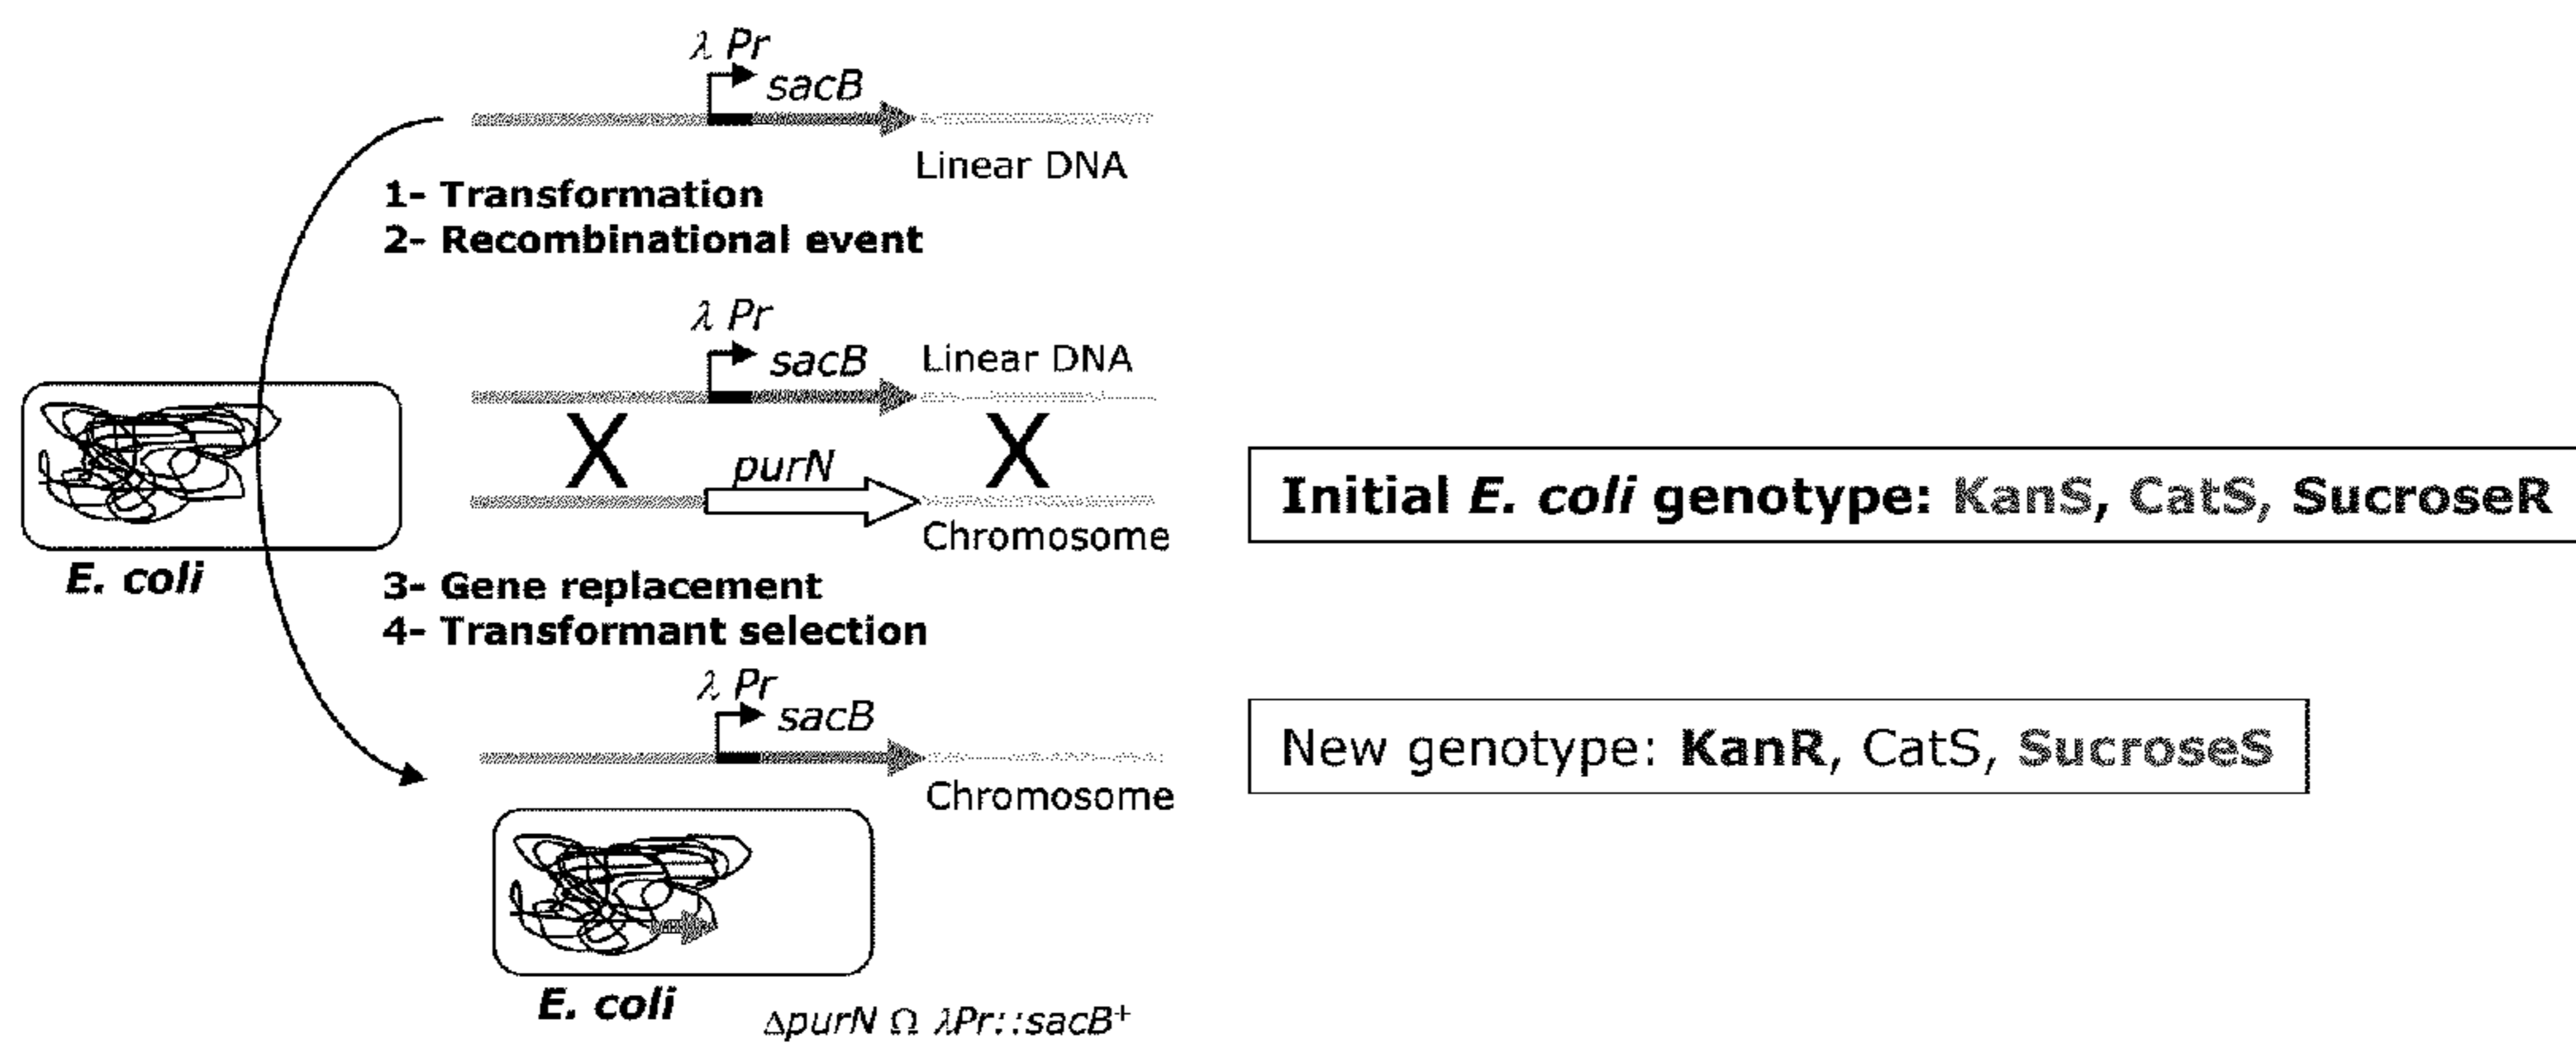 λ Pr
sacB
Linear DNA
1- Transformation
2- Recombinational event
λ Pr
sacB
Linear DNA
purN
Chromosome
E. coli
Initial E. coli genotype: KanS, CatS, SucroseR
3- Gene replacement
4- Transformant selection
λ Pr
sacB
Chromosome
New genotype: KanR, CatS, SucroseS
E. coli
ΔpurN Ω λPr::sacB⁺